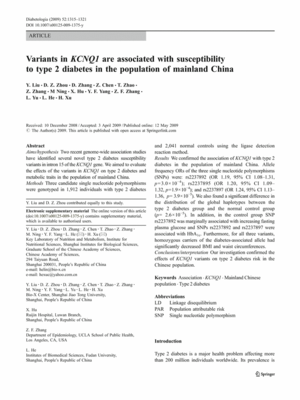 Diabetologia (2009) 52:1315–1321
DOI 10.1007/s00125-009-1375-y
ARTICLE
Variants in KCNQ1 are associated with susceptibility
to type 2 diabetes in the population of mainland China
Y. Liu · D. Z. Zhou · D. Zhang · Z. Chen · T. Zhao ·
Z. Zhang · M Ning · X. Hu · Y. F. Yang · Z. F. Zhang ·
L. Yu · L. He · H. Xu
Received: 10 December 2008 / Accepted: 3 April 2009 / Published online: 12 May 2009
© The Author(s) 2009. This article is published with open access at Springerlink.com
Abstract
Aims/hypothesis Two recent genome-wide association studies
have identified several novel type 2 diabetes susceptibility
variants in intron 15 of the KCNQ1 gene. We aimed to evaluate
the effects of the variants in KCNQ1 on type 2 diabetes and
metabolic traits in the population of mainland China.
Methods Three candidate single nucleotide polymorphisms
were genotyped in 1,912 individuals with type 2 diabetes
Y. Liu and D. Z. Zhou contributed equally to this study.
Electronic supplementary material The online version of this article
(doi:10.1007/s00125-009-1375-y) contains supplementary material,
which is available to authorised users.
Y. Liu · D. Z. Zhou · D. Zhang · Z. Chen · T. Zhao · Z. Zhang ·
M. Ning · Y. F. Yang · L. He · H. Xu
Key Laboratory of Nutrition and Metabolism, Institute for
Nutritional Sciences, Shanghai Institutes for Biological Sciences,
Graduate School of the Chinese Academy of Sciences,
Chinese Academy of Sciences,
294 Taiyuan Road,
Shanghai 200031, People's Republic of China
Y. Liu · D. Z. Zhou · D. Zhang · Z. Chen · T. Zhao · Z. Zhang ·
M. Ning · Y. F. Yang · L. Yu · L. He · H. Xu
Bio-X Center, Shanghai Jiao Tong University,
Shanghai, People's Republic of China
X. Hu
Ruijin Hospital, Luwan Branch,
Shanghai, People's Republic of China
Z. F. Zhang
Department of Epidemiology, UCLA School of Public Health,
Los Angeles, CA, USA
L. He
Institutes of Biomedical Sciences, Fudan University,
Shanghai, People's Republic of China
and 2,041 normal controls using the ligase detection
reaction method.
Results We confirmed the association of KCNQ1 with type 2
diabetes in the population of mainland China. Allele
frequency ORs of the three single nucleotide polymorphisms
(SNPs) were: rs2237892 (OR 1.19, 95% CI 1.08–1.31,
p=3.0×10⁻⁴); rs2237895 (OR 1.20, 95% CI 1.09–
1.32, p=1.9×10⁻⁴); and rs2237897 (OR 1.24, 95% CI 1.13–
1.36, p= 3.9×10⁻⁵). We also found a significant difference in
the distribution of the global haplotypes between the
type 2 diabetes group and the normal control group
(p= 2.6×10⁻⁵). In addition, in the control group SNP
rs2237892 was marginally associated with increasing fasting
plasma glucose and SNPs rs2237892 and rs2237897 were
associated with HbA₁c. Furthermore, for all three variants,
homozygous carriers of the diabetes-associated allele had
significantly decreased BMI and waist circumferences.
Conclusions/interpretation Our investigation confirmed the
effects of KCNQ1 variants on type 2 diabetes risk in the
Chinese population.
Keywords Association · KCNQ1 · Mainland Chinese
population · Type 2 diabetes
Abbreviations
LD Linkage disequilibrium
PAR Population attributable risk
SNP Single nucleotide polymorphism
Introduction
Type 2 diabetes is a major health problem affecting more
than 200 million individuals worldwide. Its prevalence is